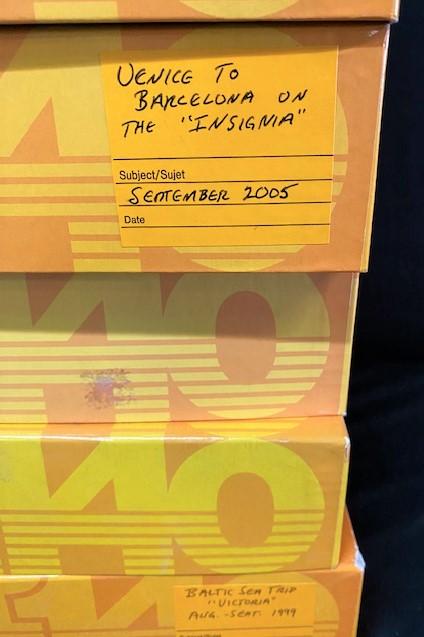 VENICE TO
BARCELONA ON
THE "INSIGNIA"
Subject/Sujet
SEPTEMBER 2005
Date
BALTIC SEA TRIP
"VICTORIA"
AUG. - SEPT. 1999